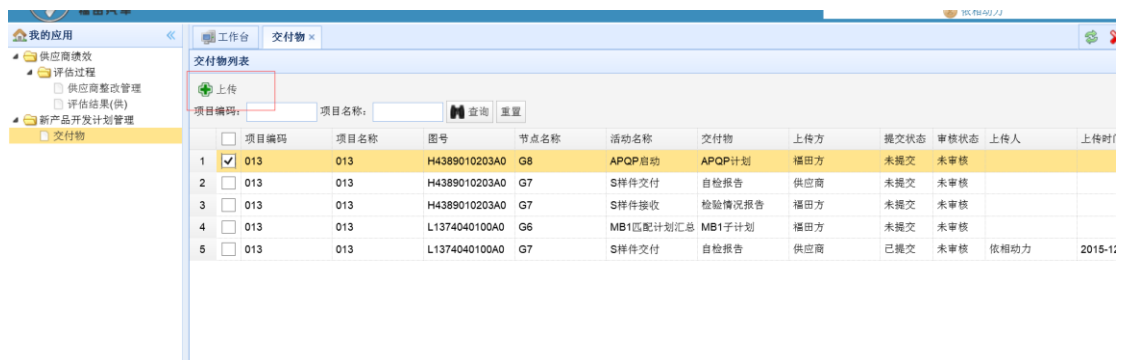 依相动力
我的应用
供应商绩效
评估过程
供应商整改管理
评估结果(供)
新产品开发计划管理
交付物
工作台 交付物 ×
交付物列表
上传
项目编码: 项目名称: 查询 重置
项目编码 项目名称 图号 节点名称 活动名称 交付物 上传方 提交状态 审核状态 上传人
1 013 013 H4389010203A0 G8 APQP启动 APQP计划 福田方 未提交 未审核
2 013 013 H4389010203A0 G7 S样件交付 自检报告 供应商 未提交 未审核
3 013 013 H4389010203A0 G7 S样件接收 检验情况报告 福田方 未提交 未审核
4 013 013 L1374040100A0 G6 MB1匹配计划汇总 MB1子计划 福田方 未提交 未审核
5 013 013 L1374040100A0 G7 S样件交付 自检报告 供应商 已提交 未审核 依相动力 2015-12